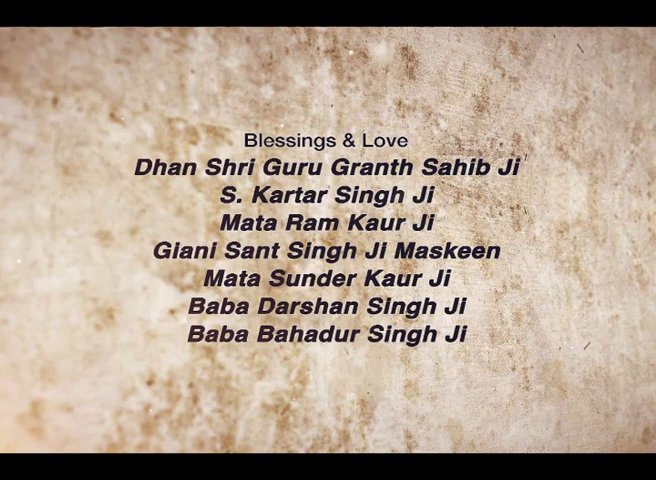 Blessings & Love
Dhan Shri Guru Granth Sahib Ji
S. Kartar Singh Ji
Mata Ram Kaur Ji
Giani Sant Singh Ji Maskeen
Mata Sunder Kaur Ji
Baba Darshan Singh Ji
Baba Bahadur Singh Ji